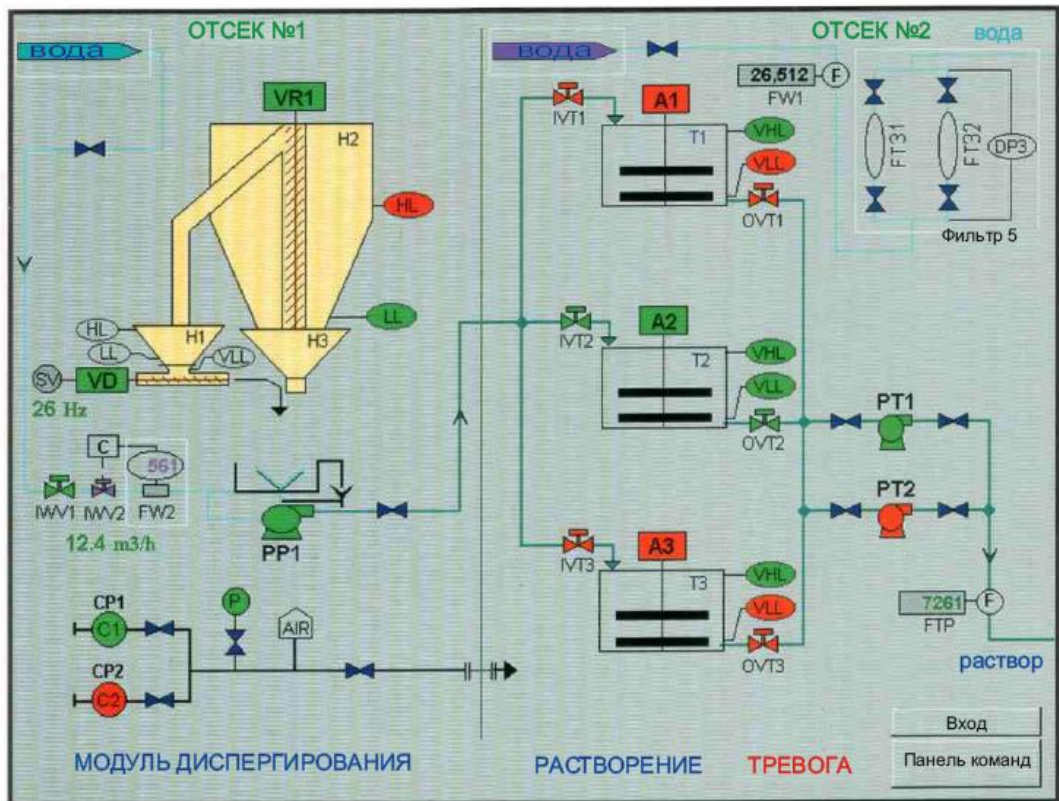 ОТСЕК №1
ОТСЕК №2
вода
вода
вода
VR1
H2
HL
LL
H1
H3
HL
LL
VLL
SV
VD
26 Hz
C
561
IWV1
IWV2
FW2
12.4 m3/h
PP1
CP1
C1
CP2
C2
P
AIR
26,512
F
FW1
FT31
FT32
DP3
Фильтр 5
IVT1
A1
T1
VHL
VLL
OVT1
IVT2
A2
T2
VHL
VLL
OVT2
IVT3
A3
T3
VHL
VLL
OVT3
PT1
PT2
7261
F
FTP
раствор
Вход
Панель команд
МОДУЛЬ ДИСПЕРГИРОВАНИЯ
РАСТВОРЕНИЕ
ТРЕВОГА